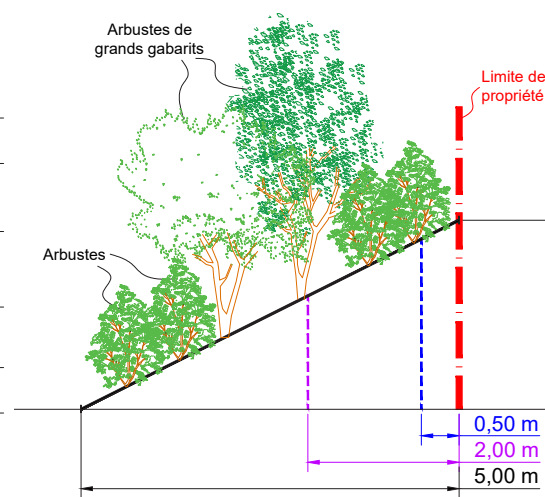 Arbustes de
grands gabarits
Limite de
propriété
Arbustes
0,50 m
2,00 m
5,00 m